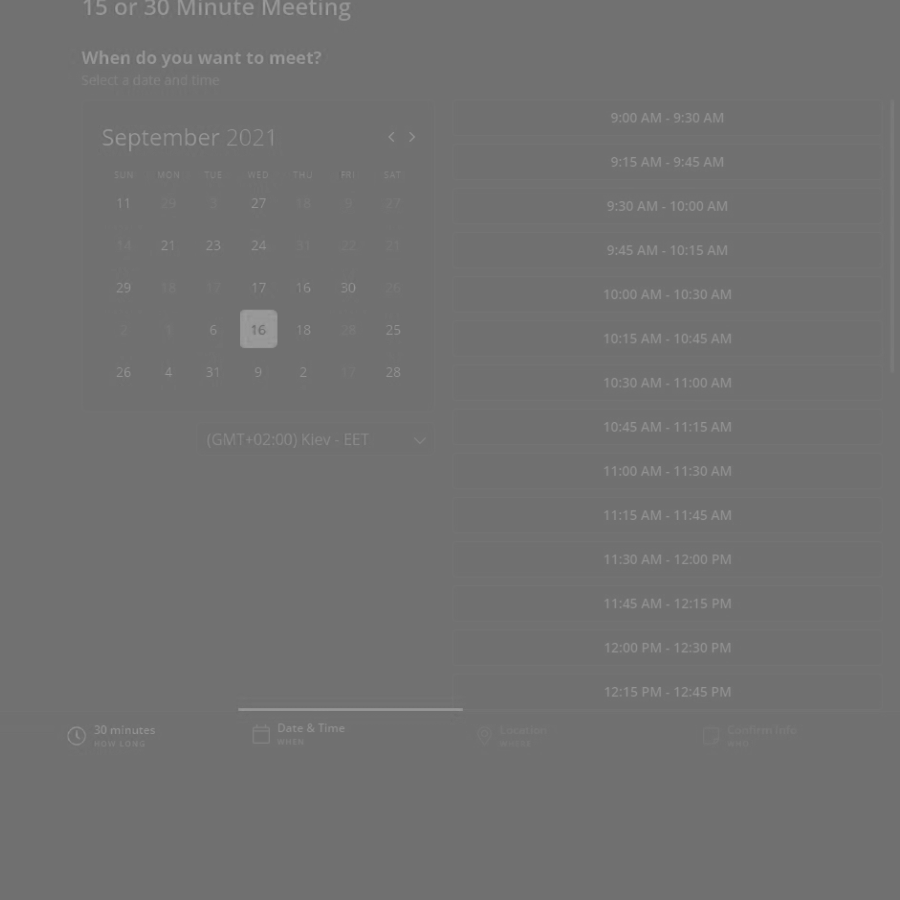 15 or 30 Minute Meeting
When do you want to meet?
Select a date and time
September 2021
SUN MON TUE WED THU FRI SAT
11 29 3 27 18 9 27
14 21 23 24 31 22 21
29 18 17 17 16 30 26
6 16 18 28 25
26 4 31 9 2 17 28
(GMT+02:00) Kiev - EET
9:00 AM - 9:30 AM
9:15 AM - 9:45 AM
9:30 AM - 10:00 AM
9:45 AM - 10:15 AM
10:00 AM - 10:30 AM
10:15 AM - 10:45 AM
10:30 AM - 11:00 AM
10:45 AM - 11:15 AM
11:00 AM - 11:30 AM
11:15 AM - 11:45 AM
11:30 AM - 12:00 PM
11:45 AM - 12:15 PM
12:00 PM - 12:30 PM
12:15 PM - 12:45 PM
30 minutes
HOW LONG
Date & Time
WHEN
Location
WHERE
Confirm Info
WHO